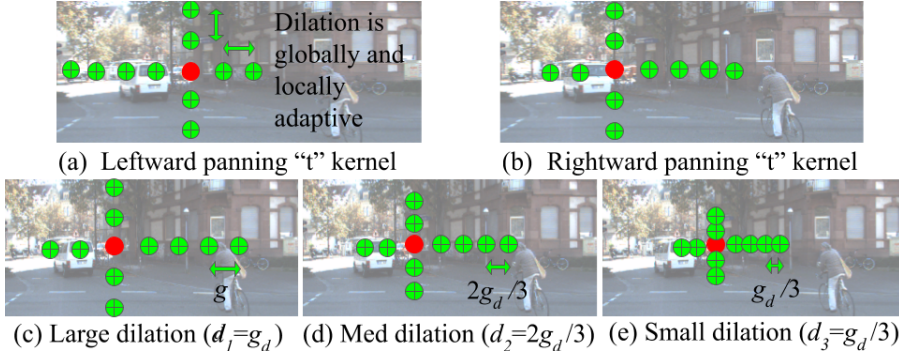 Dilation is
globally and
locally
adaptive
(a) Leftward panning “t” kernel
(b) Rightward panning “t” kernel
g
2g_d/3
g_d/3
(c) Large dilation (d_1=g_d)
(d) Med dilation (d_2=2g_d/3)
(e) Small dilation (d_3=g_d/3)